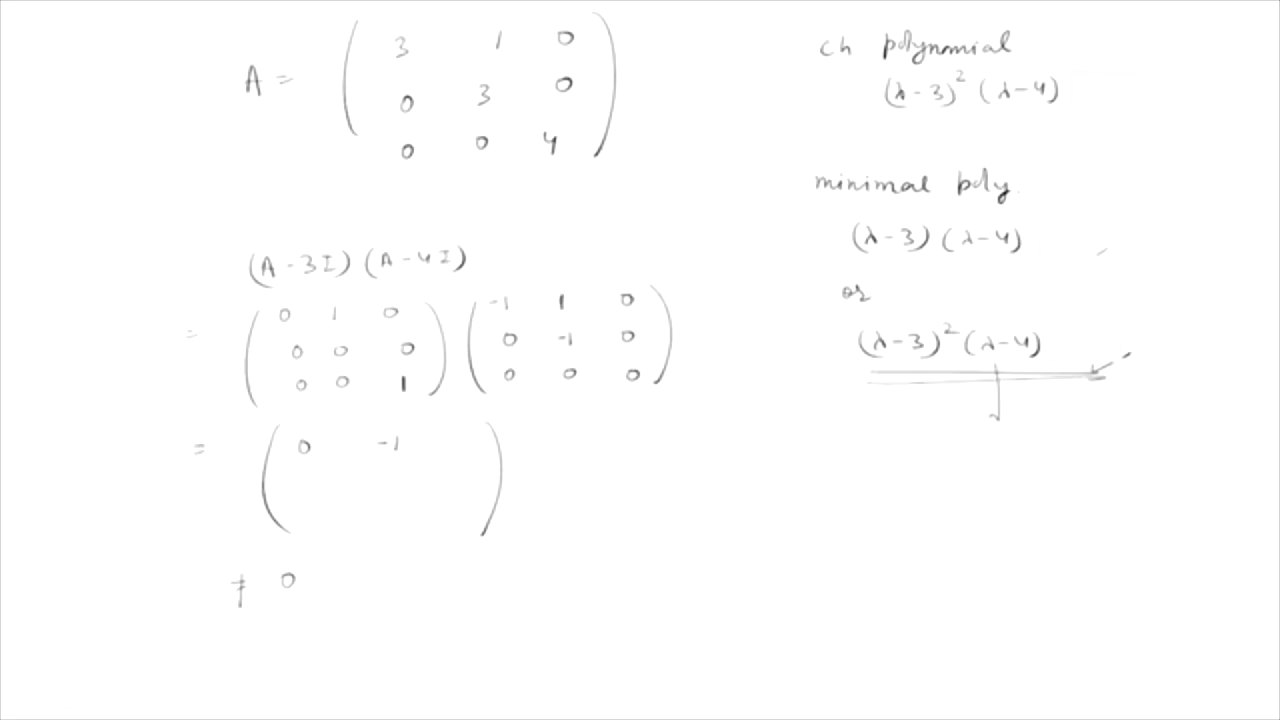 A = ( 3 1 0
0 3 0
0 0 4 )
(A - 3I) (A - 4I)
= ( 0 1 0
0 0 0
0 0 1 ) ( -1 1 0
0 -1 0
0 0 0 )
= ( 0 -1 )
≠ 0
ch polynomial
(λ-3)² (λ-4)
minimal poly.
(λ-3) (λ-4)
or
(λ-3)² (λ-4)